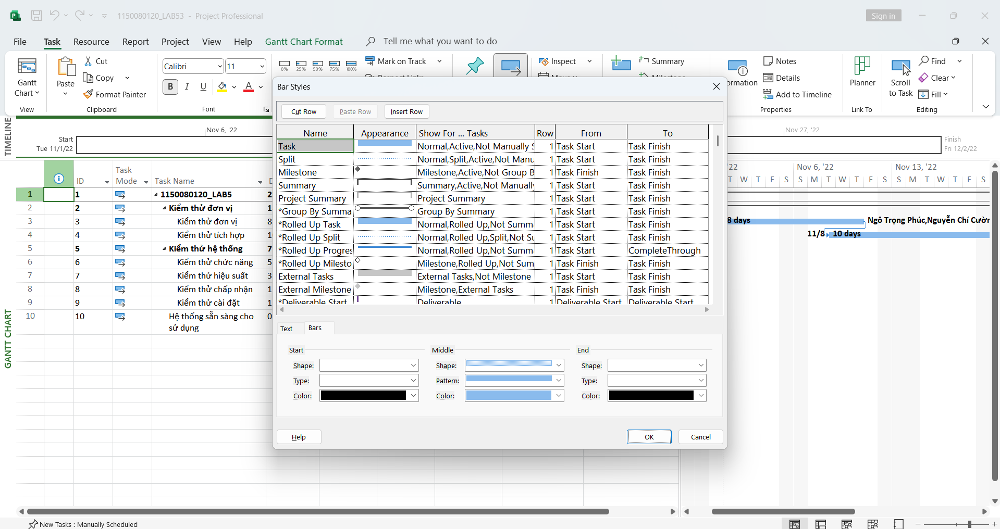 1150080120_LAB53 - Project Professional
Sign in
File Task Resource Report Project View Help Gantt Chart Format Tell me what you want to do
Gantt Chart
View
Paste
Cut
Copy
Format Painter
Clipboard
Calibri 11
B I U A
Font
0% 25% 50% 75% 100%
Mark on Track
Respect Links
Inspect
Move
Summary
Milestone
ormation
Notes
Details
Add to Timeline
Properties
Planner
Link To
Scroll to Task
Find
Clear
Fill
Editing
TIMELINE
Start
Tue 11/1/22
Nov 6, '22
Nov 27, '22
Finish
Fri 12/2/22
GANTT CHART
ID Task Mode Task Name D
1 1 1150080120_LAB5 2
2 2 Kiểm thử đơn vị 1
3 3 Kiểm thử đơn vị 8
4 4 Kiểm thử tích hợp 1
5 5 Kiểm thử hệ thống 7
6 6 Kiểm thử chức năng 5
7 7 Kiểm thử hiệu suất 3
8 8 Kiểm thử chấp nhận 1
9 9 Kiểm thử cài đặt 1
10 10 Hệ thống sẵn sàng cho 0
sử dụng
'22 Nov 6, '22 Nov 13, '22
T W T F S S M T W T F S S M T W T F S
8 days Ngô Trọng Phúc,Nguyễn Chí Cườn
11/8 10 days
Bar Styles
Cut Row Paste Row Insert Row
Name Appearance Show For ... Tasks Row From To
Task Normal,Active,Not Manually S 1 Task Start Task Finish
Split Normal,Split,Active,Not Manu 1 Task Start Task Finish
Milestone Milestone,Active,Not Group B 1 Task Finish Task Finish
Summary Summary,Active,Not Manually 1 Task Start Task Finish
Project Summary Project Summary 1 Task Start Task Finish
*Group By Summa Group By Summary 1 Task Start Task Finish
*Rolled Up Task Normal,Rolled Up,Not Summ 1 Task Start Task Finish
*Rolled Up Split Normal,Rolled Up,Split,Not Su 1 Task Start Task Finish
*Rolled Up Progres Normal,Rolled Up,Not Summ 1 Task Start CompleteThrough
*Rolled Up Milesto Milestone,Rolled Up,Not Sum 1 Task Finish Task Finish
External Tasks External Tasks,Not Milestone 1 Task Start Task Finish
External Milestone Milestone,External Tasks 1 Task Finish Task Finish
*Deliverable Start Deliverable 1 Deliverable Start Deliverable Start
Text Bars
Start Middle End
Shape: Shape: Shape:
Type: Pattern: Type:
Color: Color: Color:
Help OK Cancel
New Tasks : Manually Scheduled